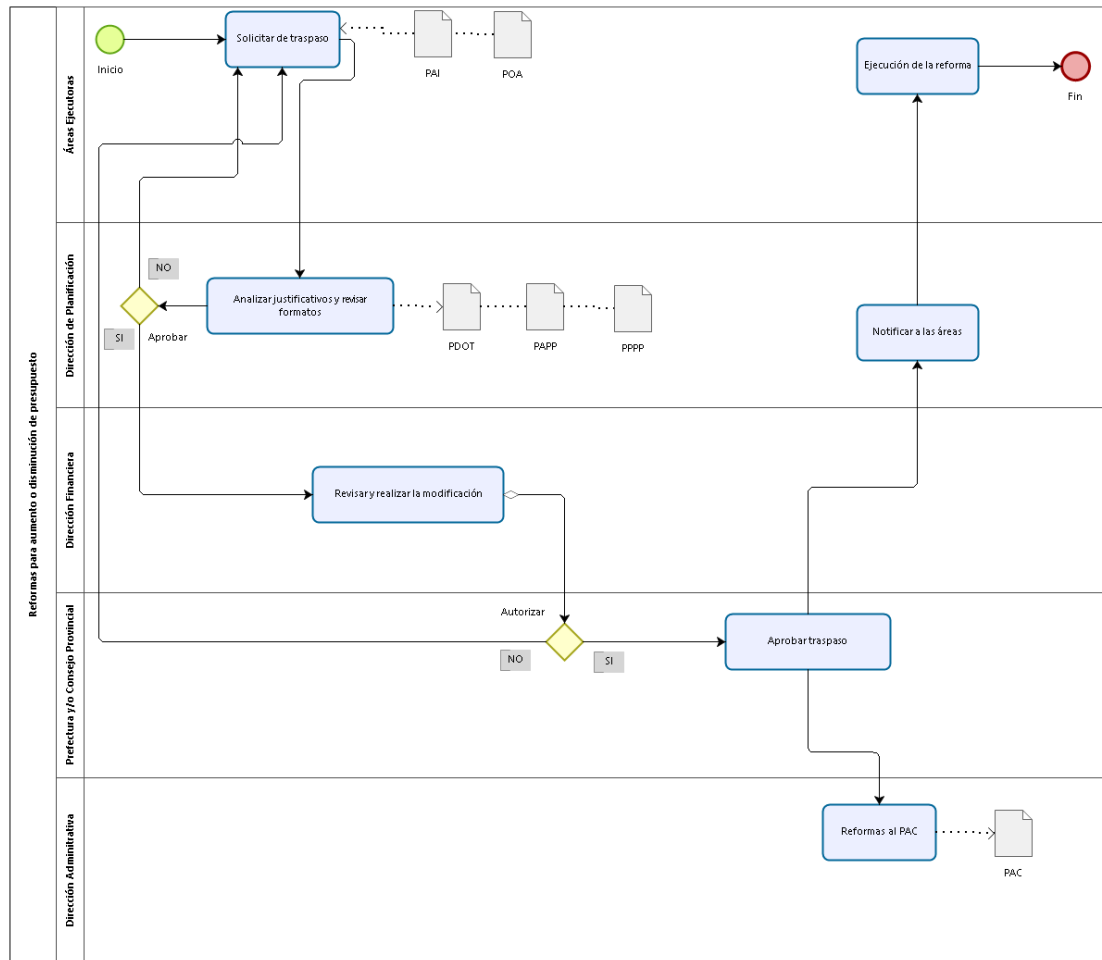 Reformas para aumento o disminución de presupuesto
Áreas Ejecutoras
Inicio
Solicitar de traspaso
PAI
POA
Ejecución de la reforma
Fin
Dirección de Planificación
NO
SI
Aprobar
Analizar justificativos y revisar
formatos
PDOT
PAPP
PPPP
Notificar a las áreas
Dirección Financiera
Revisar y realizar la modificación
Prefectura y/o Consejo Provincial
Autorizar
NO
SI
Aprobar traspaso
Dirección Adminitrativa
Reformas al PAC
PAC